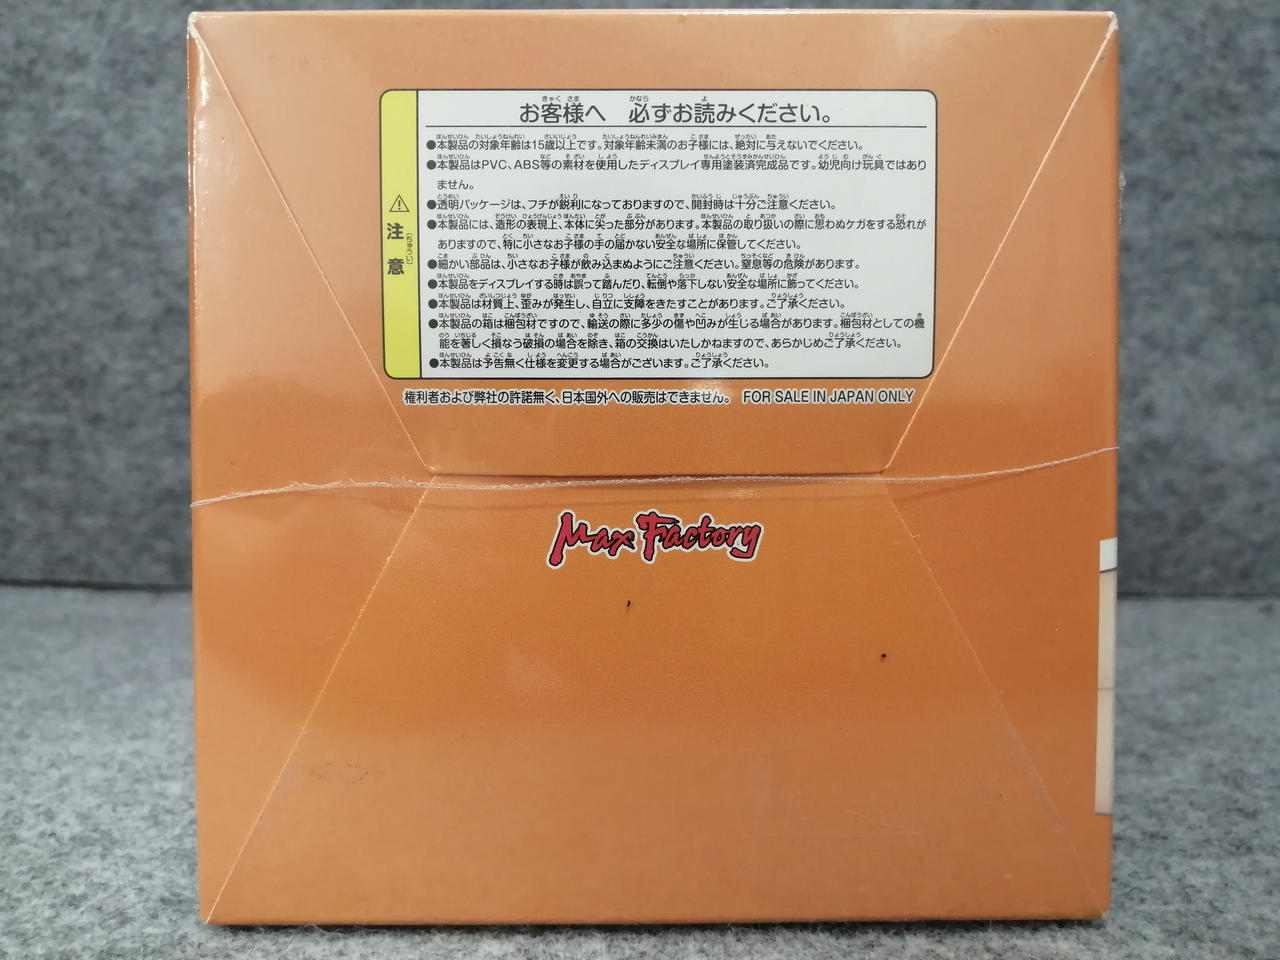 お客様へ 必ずお読みください。
注意
●本製品の対象年齢は15歳以上です。対象年齢未満のお子様には、絶対に与えないでください。
●本製品はPVC、ABS等の素材を使用したディスプレイ専用塗装済完成品です。幼児向け玩具ではあり
ません。
●透明パッケージは、フチが鋭利になっておりますので、開封時は十分ご注意ください。
●本製品には、造形の表現上、本体に尖った部分があります。本製品の取り扱いの際に思わぬケガをする恐れが
ありますので、特に小さなお子様の手の届かない安全な場所に保管してください。
●細かい部品は、小さなお子様が飲み込まぬようにご注意ください。窒息等の危険があります。
●本製品をディスプレイする時は誤って踏んだり、転倒や落下しない安全な場所に飾ってください。
●本製品は材質上、歪みが発生し、自立に支障をきたすことがあります。ご了承ください。
●本製品の箱は梱包材ですので、輸送の際に多少の傷や凹みが生じる場合があります。梱包材としての機
能を著しく損なう破損の場合を除き、箱の交換はいたしかねますので、あらかじめご了承ください。
●本製品は予告無く仕様を変更する場合がございます。ご了承ください。
権利者および弊社の許諾無く、日本国外への販売はできません。 FOR SALE IN JAPAN ONLY
Max Factory